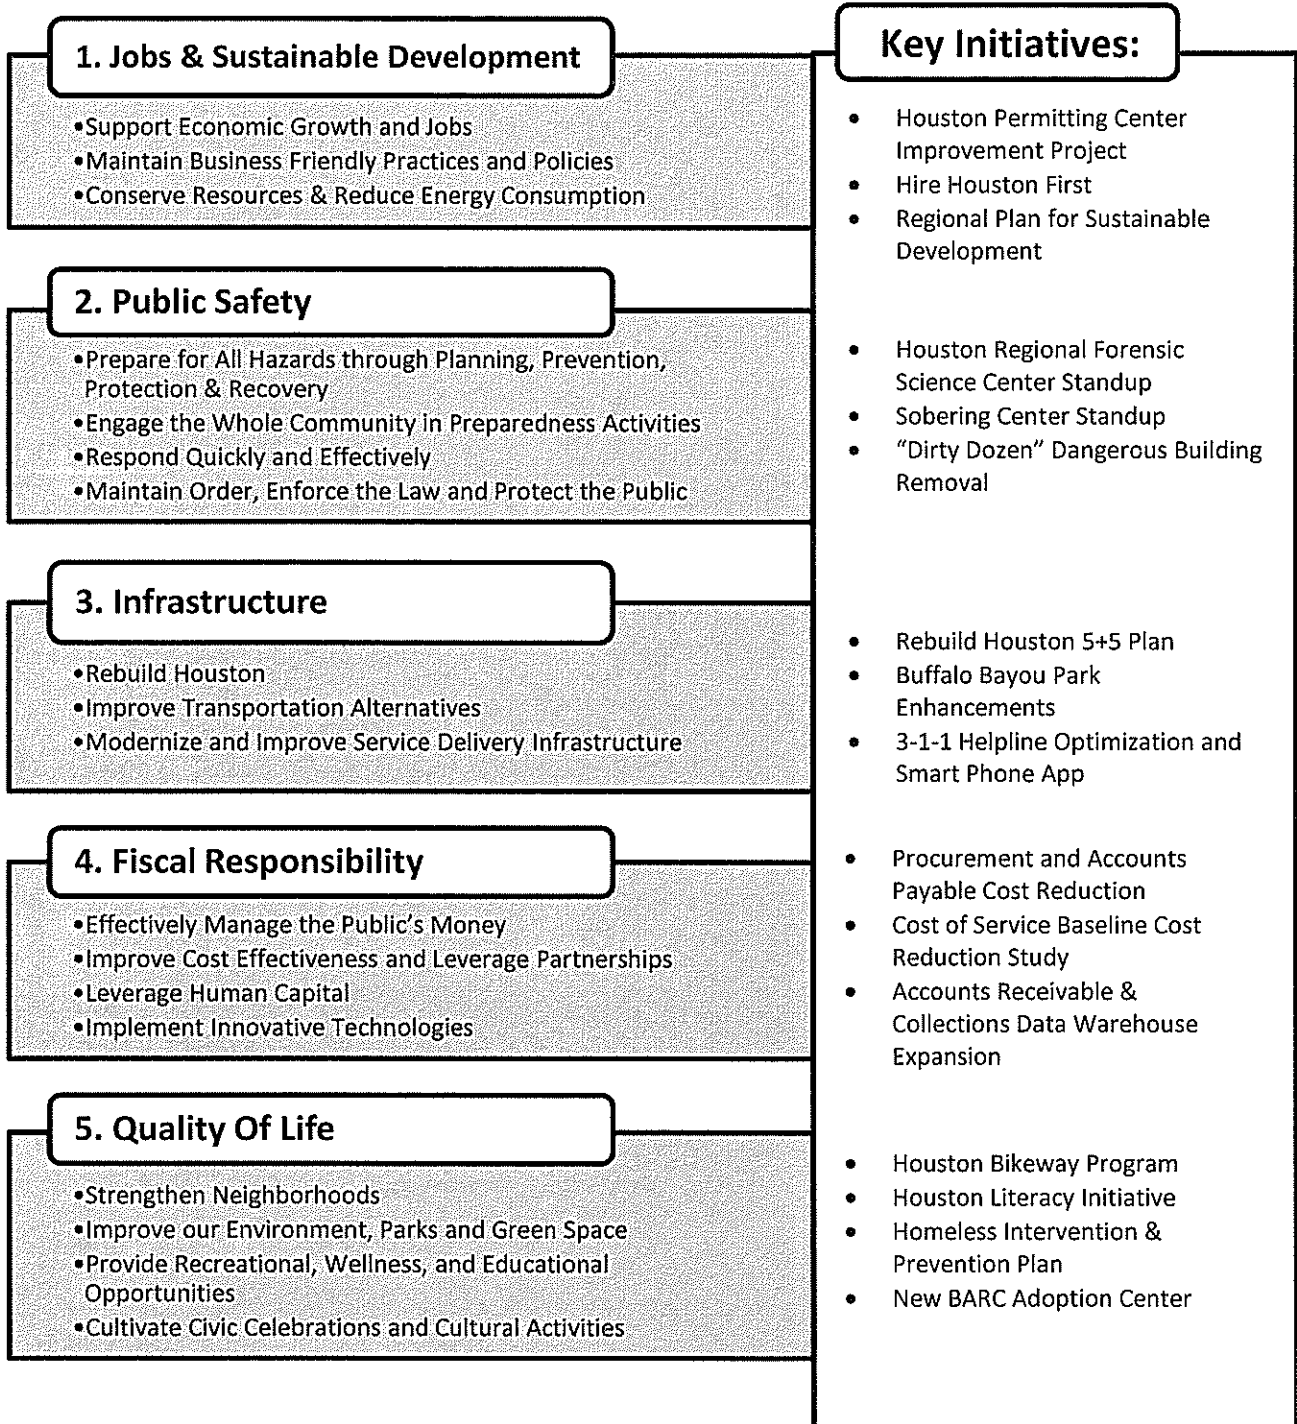 1. Jobs & Sustainable Development
•Support Economic Growth and Jobs
•Maintain Business Friendly Practices and Policies
•Conserve Resources & Reduce Energy Consumption
2. Public Safety
•Prepare for All Hazards through Planning, Prevention,
Protection & Recovery
•Engage the Whole Community in Preparedness Activities
•Respond Quickly and Effectively
•Maintain Order, Enforce the Law and Protect the Public
3. Infrastructure
•Rebuild Houston
•Improve Transportation Alternatives
•Modernize and Improve Service Delivery Infrastructure
4. Fiscal Responsibility
•Effectively Manage the Public's Money
•Improve Cost Effectiveness and Leverage Partnerships
•Leverage Human Capital
•Implement Innovative Technologies
5. Quality Of Life
•Strengthen Neighborhoods
•Improve our Environment, Parks and Green Space
•Provide Recreational, Wellness, and Educational
Opportunities
•Cultivate Civic Celebrations and Cultural Activities
Key Initiatives:
• Houston Permitting Center
Improvement Project
• Hire Houston First
• Regional Plan for Sustainable
Development
• Houston Regional Forensic
Science Center Standup
• Sobering Center Standup
• “Dirty Dozen” Dangerous Building
Removal
• Rebuild Houston 5+5 Plan
• Buffalo Bayou Park
Enhancements
• 3-1-1 Helpline Optimization and
Smart Phone App
• Procurement and Accounts
Payable Cost Reduction
• Cost of Service Baseline Cost
Reduction Study
• Accounts Receivable &
Collections Data Warehouse
Expansion
• Houston Bikeway Program
• Houston Literacy Initiative
• Homeless Intervention &
Prevention Plan
• New BARC Adoption Center